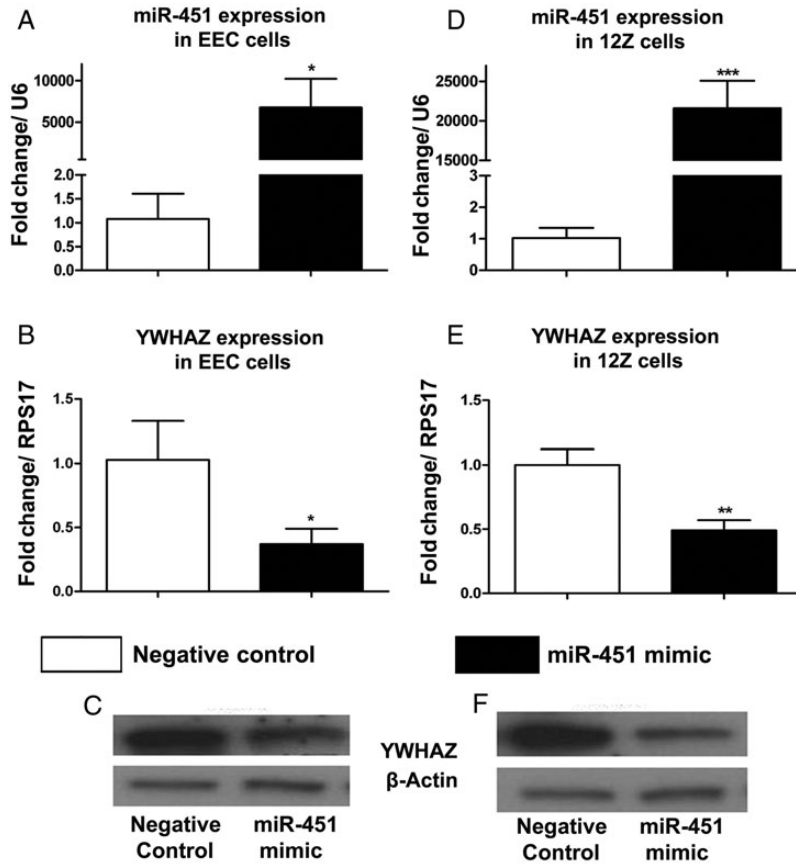 A
miR-451 expression
in EEC cells
Fold change/ U6
10000
5000
2.0
1.5
1.0
0.5
0.0
*
D
miR-451 expression
in 12Z cells
Fold change/ U6
25000
20000
15000
3
2
1
0
***
B
YWHAZ expression
in EEC cells
Fold change/ RPS17
1.5
1.0
0.5
0.0
*
E
YWHAZ expression
in 12Z cells
Fold change/ RPS17
1.5
1.0
0.5
0.0
**
Negative control
miR-451 mimic
C
F
YWHAZ
β-Actin
Negative
Control
miR-451
mimic
Negative
Control
miR-451
mimic